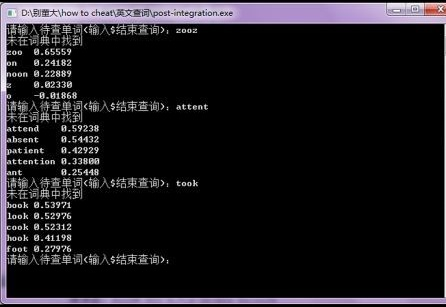 D:\别董大\how to cheat\英文查词\post-integration.exe
请输入待查单词(输入$结束查询): zooz
未在词典中找到
zoo 0.65559
on 0.24182
noon 0.22889
z 0.02330
o -0.01868
请输入待查单词(输入$结束查询): attent
未在词典中找到
attend 0.59238
absent 0.54432
patient 0.42929
attention 0.33800
ant 0.25448
请输入待查单词(输入$结束查询): took
未在词典中找到
book 0.53971
look 0.52976
cook 0.52312
hook 0.41198
foot 0.27976
请输入待查单词(输入$结束查询):